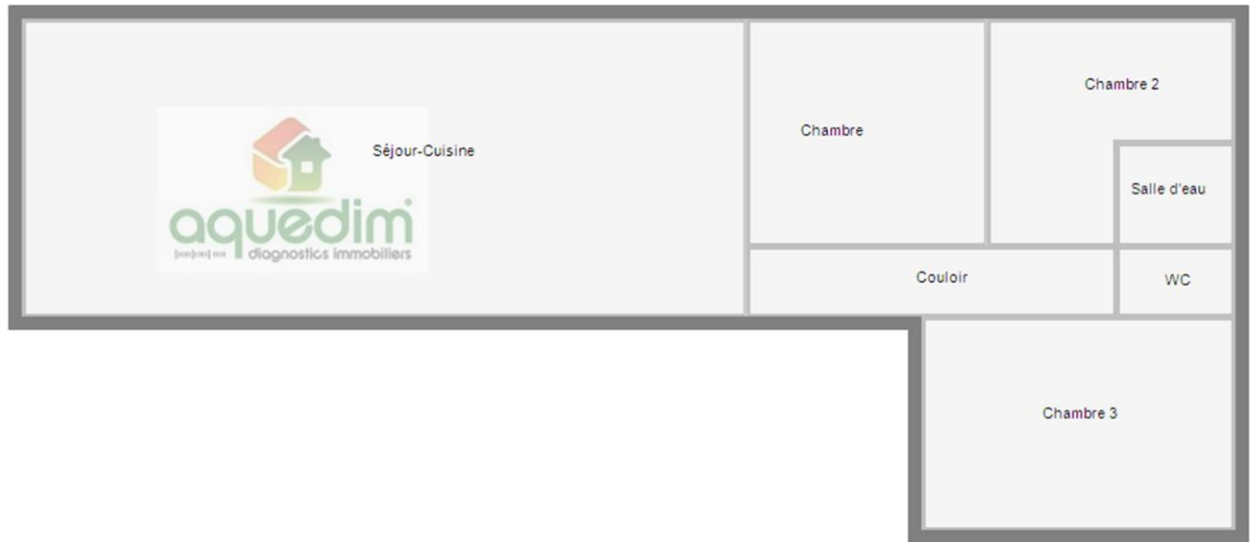 Chambre 2
Chambre
Séjour-Cuisine
Salle d'eau
aquedim
diagnostics immobiliers
Couloir
WC
Chambre 3